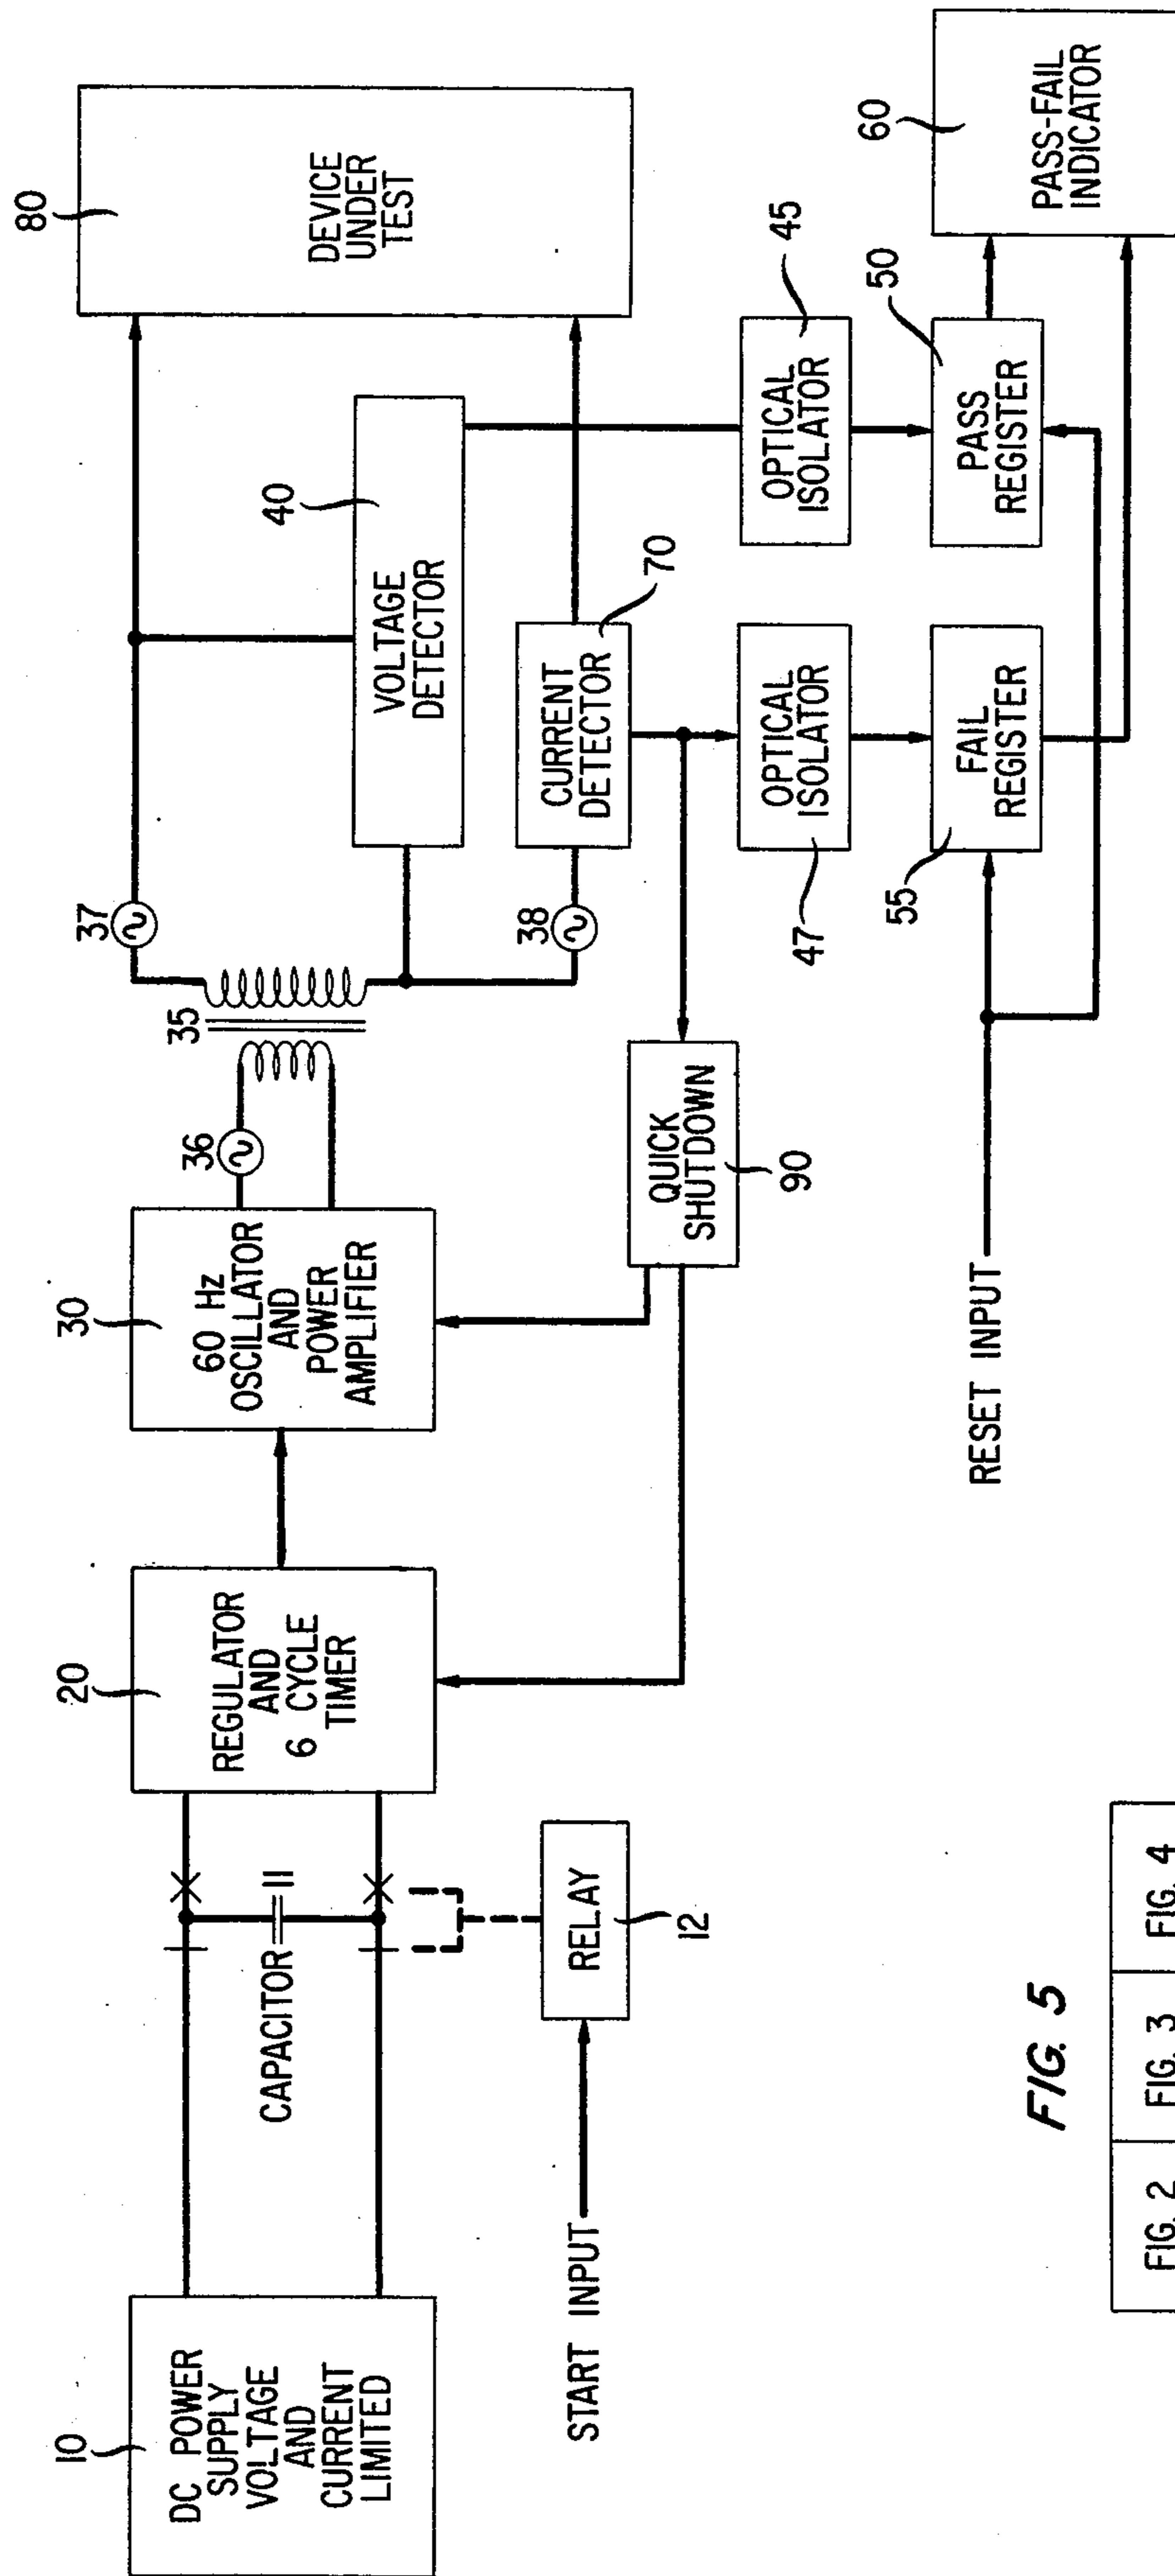 10
DC POWER
SUPPLY
VOLTAGE
AND
CURRENT
LIMITED
CAPACITOR
11
START INPUT
RELAY
12
20
REGULATOR
AND
6 CYCLE
TIMER
30
60 Hz
OSCILLATOR
AND
POWER
AMPLIFIER
36
35
37
38
40
VOLTAGE
DETECTOR
CURRENT
DETECTOR
70
80
DEVICE
UNDER
TEST
QUICK
SHUTDOWN
90
OPTICAL
ISOLATOR
47
OPTICAL
ISOLATOR
45
RESET INPUT
55
FAIL
REGISTER
50
PASS
REGISTER
60
PASS-FAIL
INDICATOR
FIG. 5
FIG. 2
FIG. 3
FIG. 4